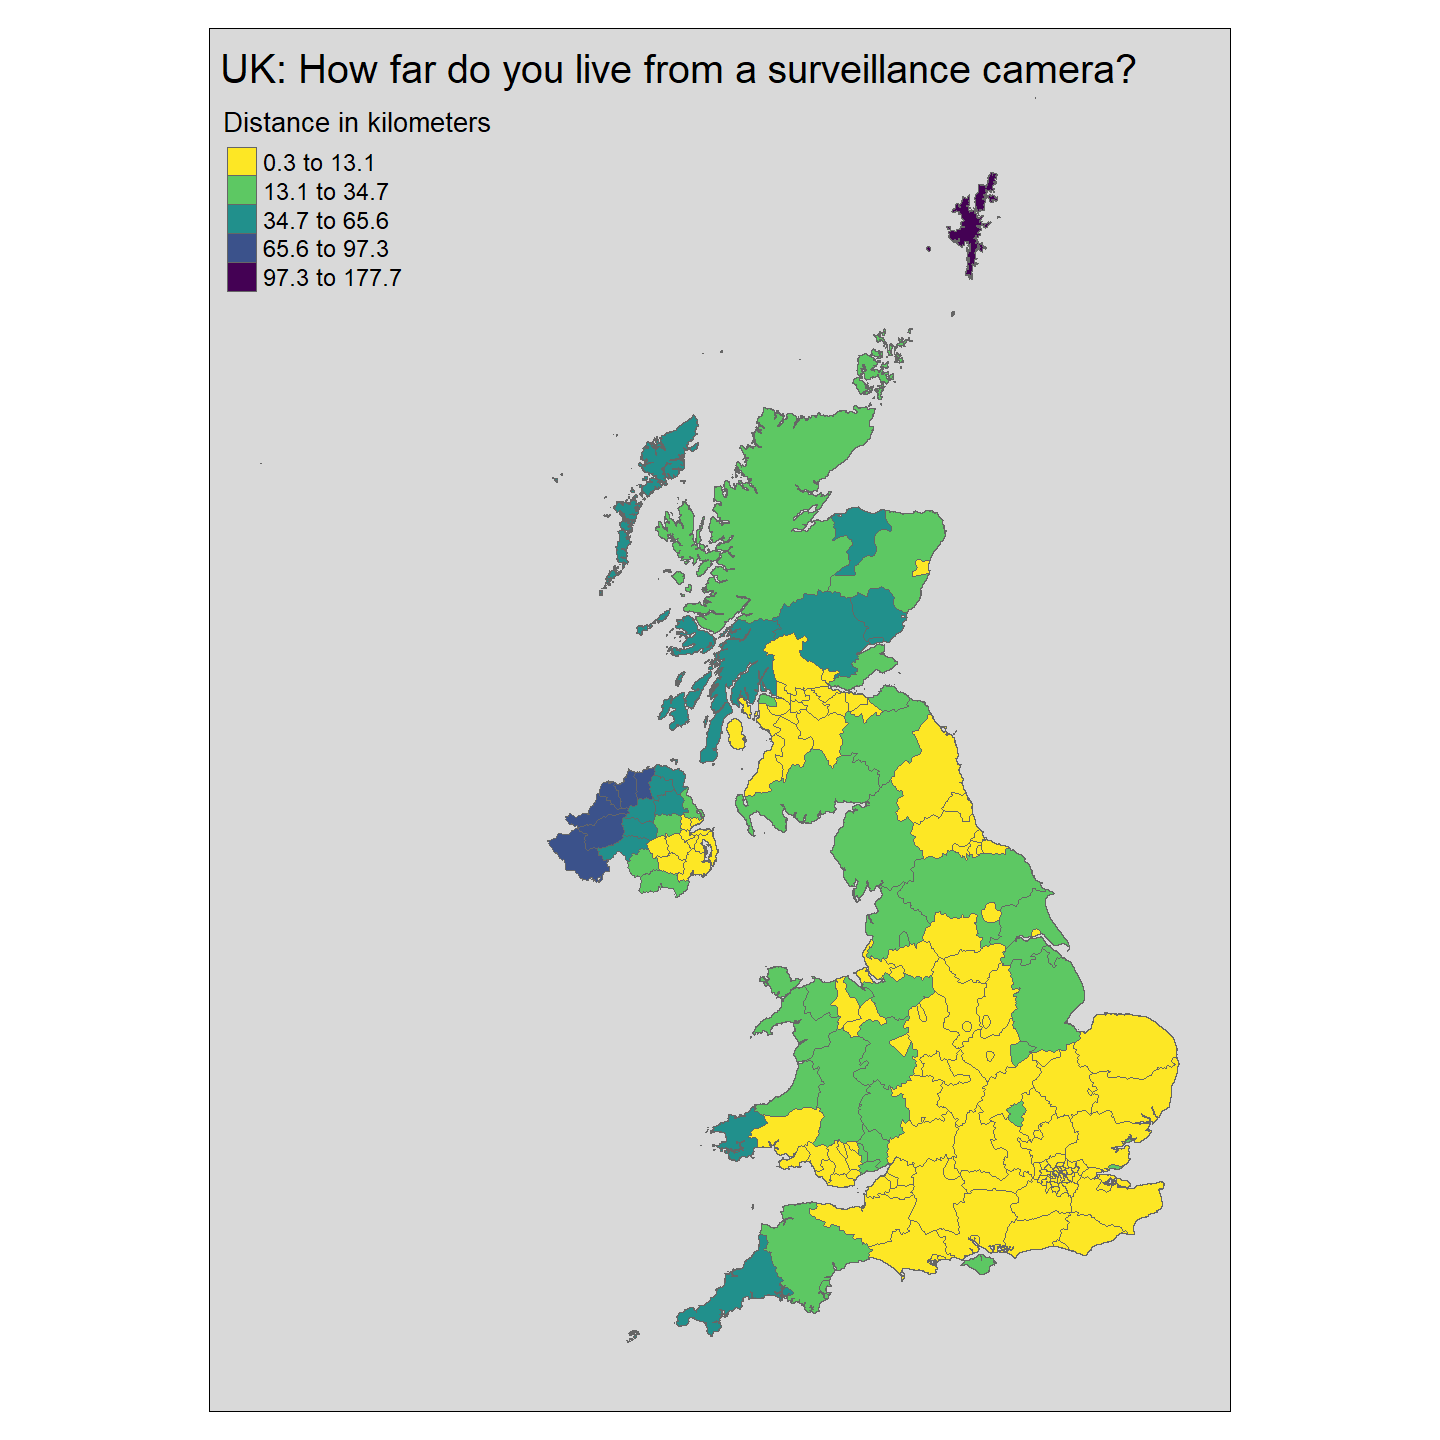 UK: How far do you live from a surveillance camera?
Distance in kilometers
0.3 to 13.1
13.1 to 34.7
34.7 to 65.6
65.6 to 97.3
97.3 to 177.7